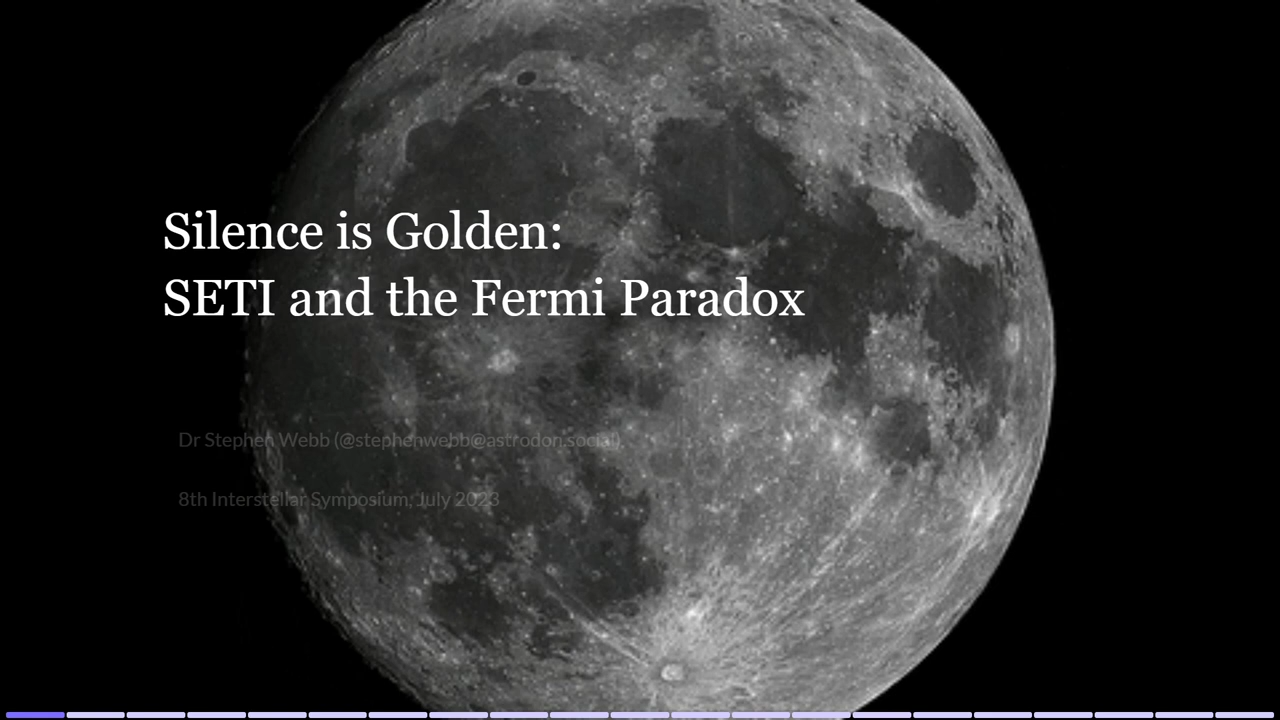 Silence is Golden:
SETI and the Fermi Paradox
Dr Stephen Webb (@stephenwebb@astrodon.social)
8th Interstellar Symposium, July 2023